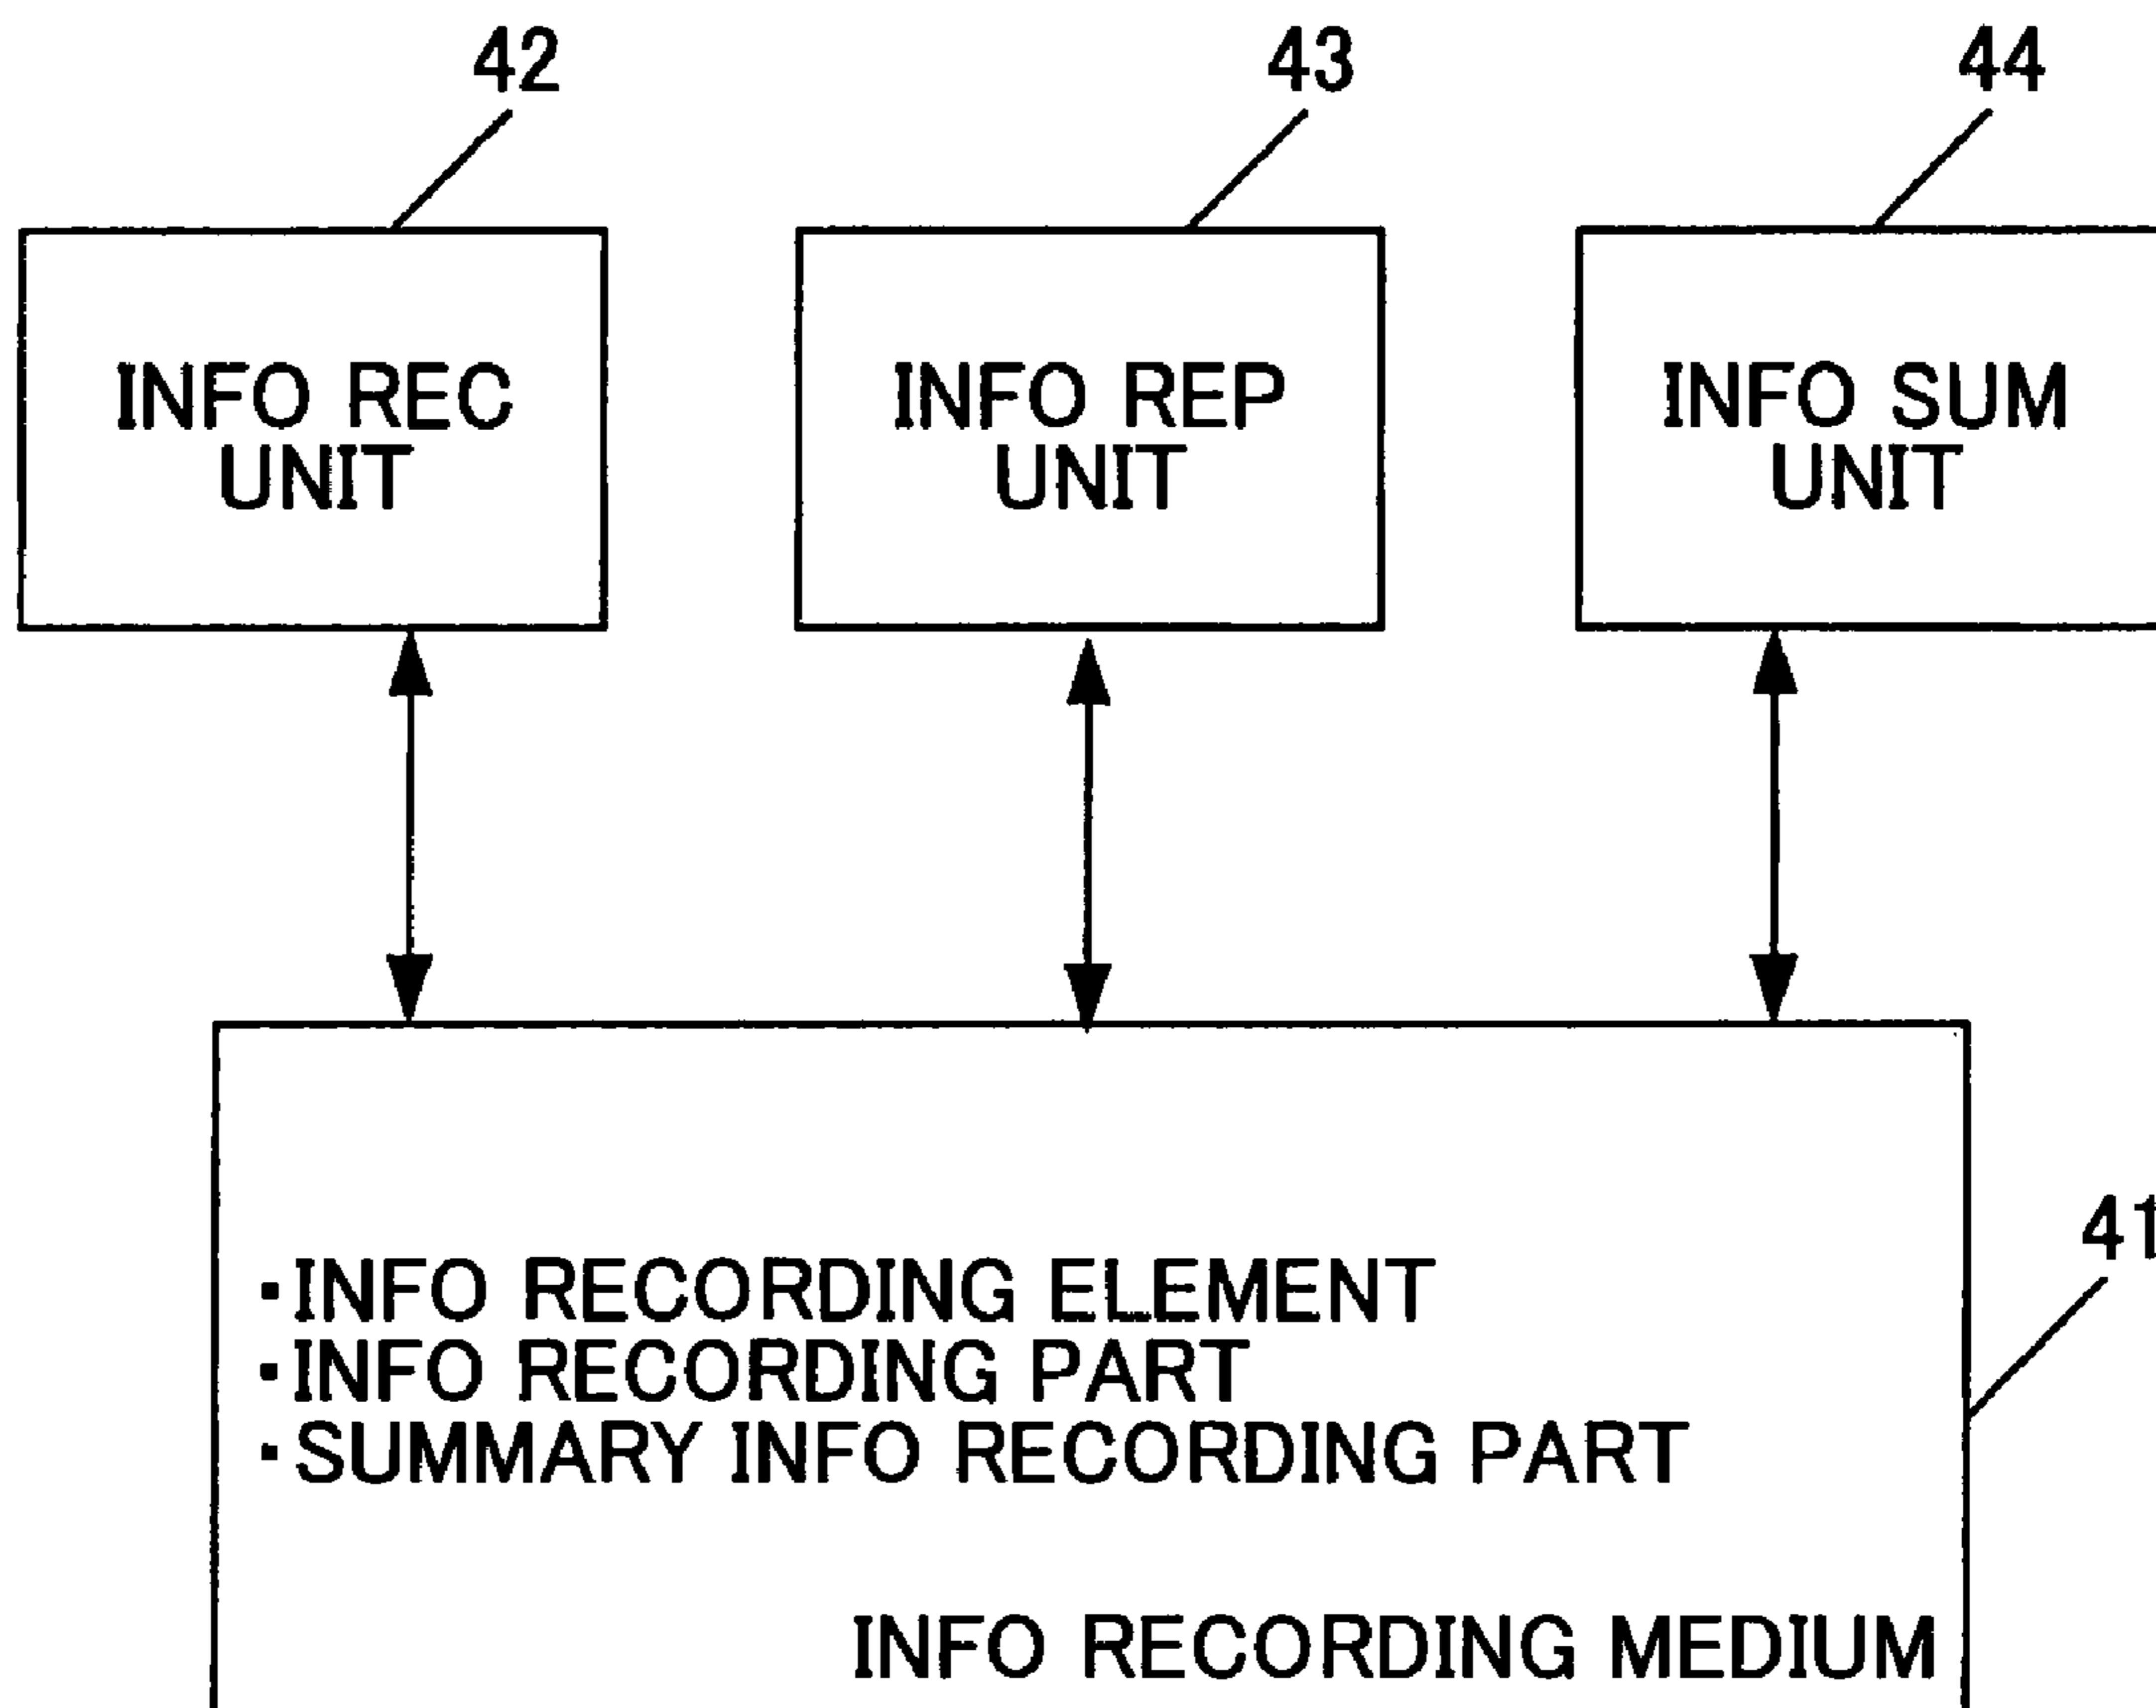 42
43
44
INFO REC
UNIT
INFO REP
UNIT
INFO SUM
UNIT
41
・INFO RECORDING ELEMENT
・INFO RECORDING PART
・SUMMARY INFO RECORDING PART
INFO RECORDING MEDIUM